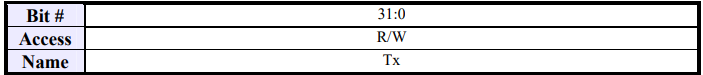 Bit # 31:0
Access R/W
Name Tx